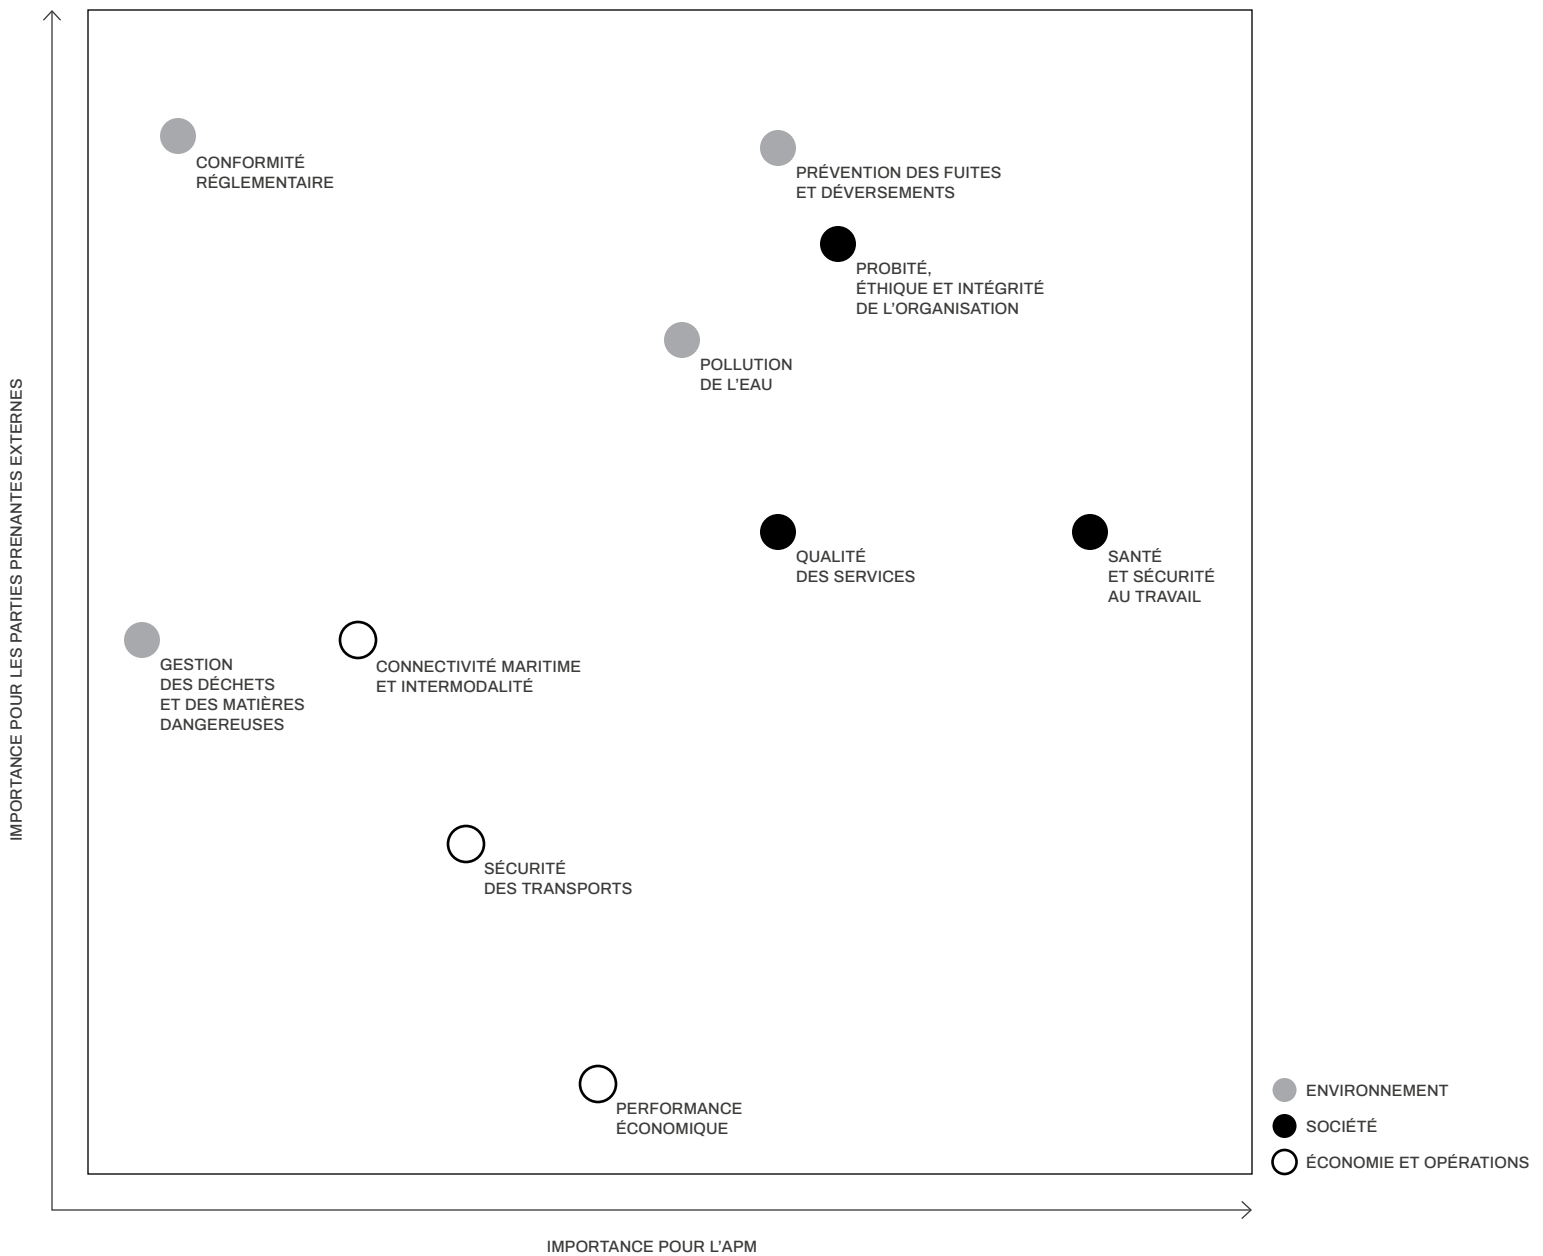 IMPORTANCE POUR LES PARTIES PRENANTES EXTERNES
CONFORMITÉ
RÉGLEMENTAIRE
PRÉVENTION DES FUITES
ET DÉVERSEMENTS
PROBITÉ,
ÉTHIQUE ET INTÉGRITÉ
DE L’ORGANISATION
POLLUTION
DE L’EAU
QUALITÉ
DES SERVICES
SANTÉ
ET SÉCURITÉ
AU TRAVAIL
GESTION
DES DÉCHETS
ET DES MATIÈRES
DANGEREUSES
CONNECTIVITÉ MARITIME
ET INTERMODALITÉ
SÉCURITÉ
DES TRANSPORTS
PERFORMANCE
ÉCONOMIQUE
ENVIRONNEMENT
SOCIÉTÉ
ÉCONOMIE ET OPÉRATIONS
IMPORTANCE POUR L’APM